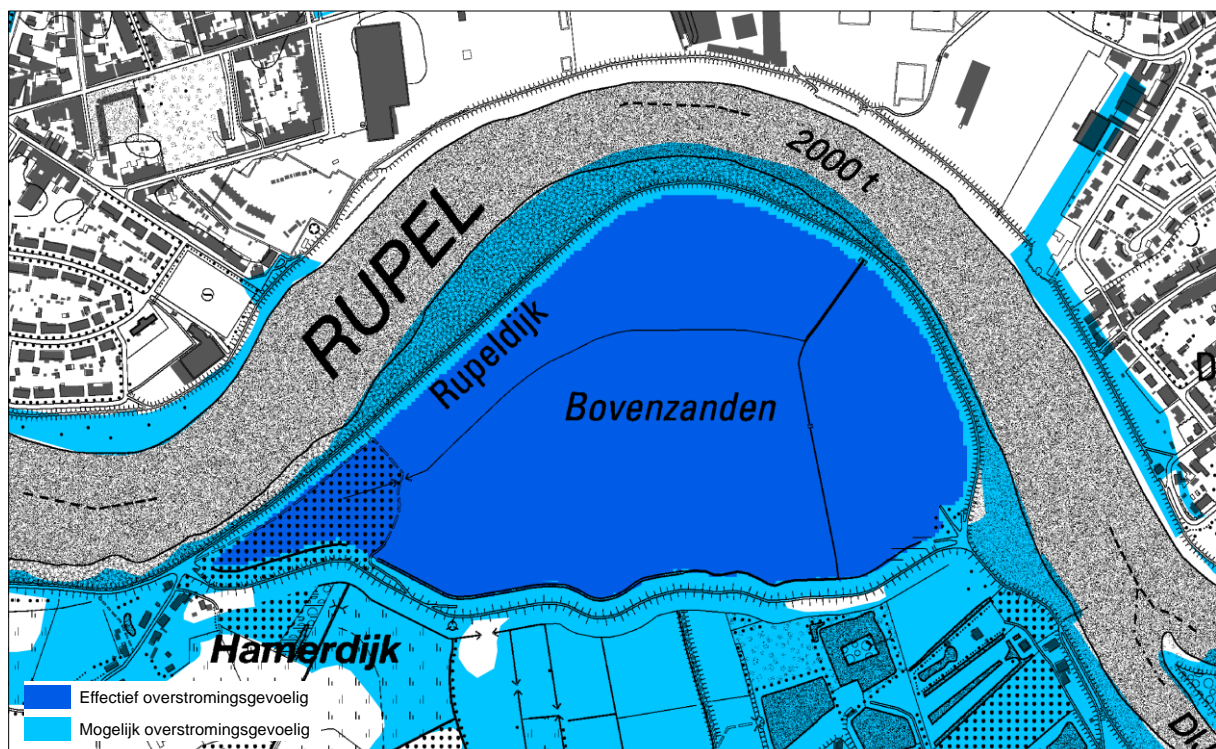 2000 t
RUPEL
Rupeldijk
Bovenzanden
Hamerdijk
Effectief overstromingsgevoelig
Mogelijk overstromingsgevoelig